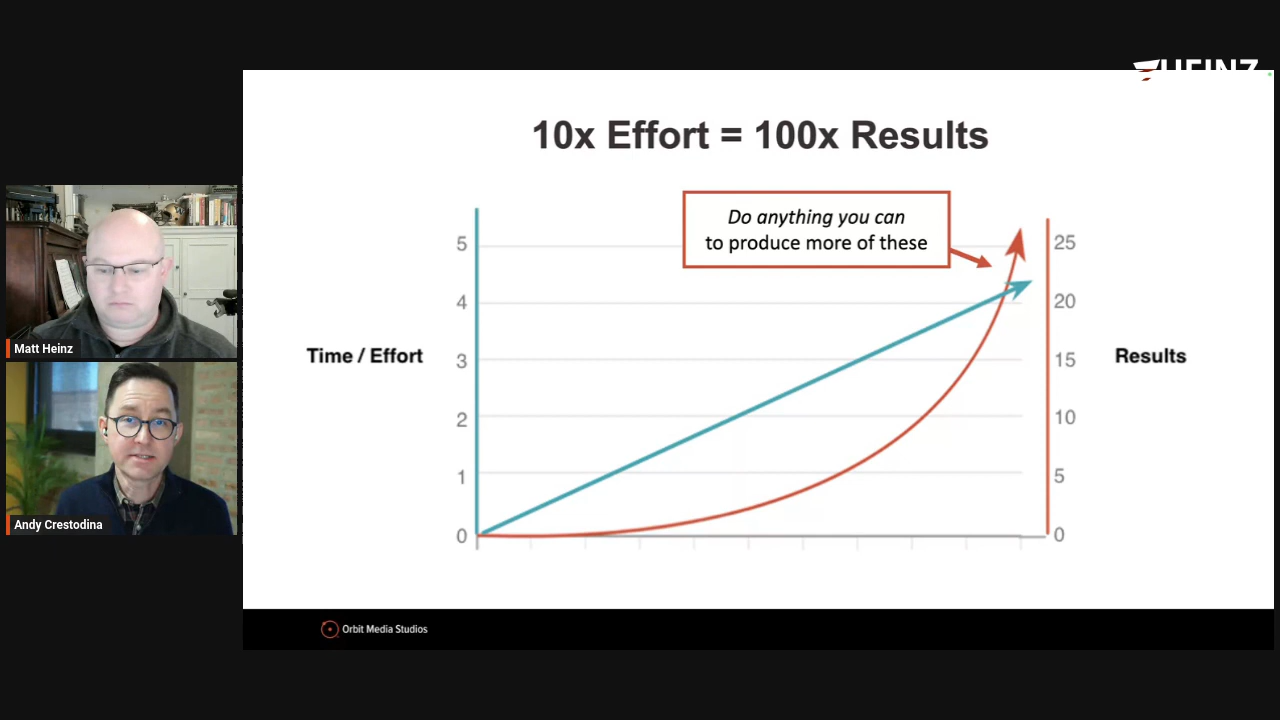 HEINZ
10x Effort = 100x Results
Do anything you can
to produce more of these
5
4
3
2
1
0
Time / Effort
25
20
15
10
5
0
Results
Matt Heinz
Andy Crestodina
Orbit Media Studios